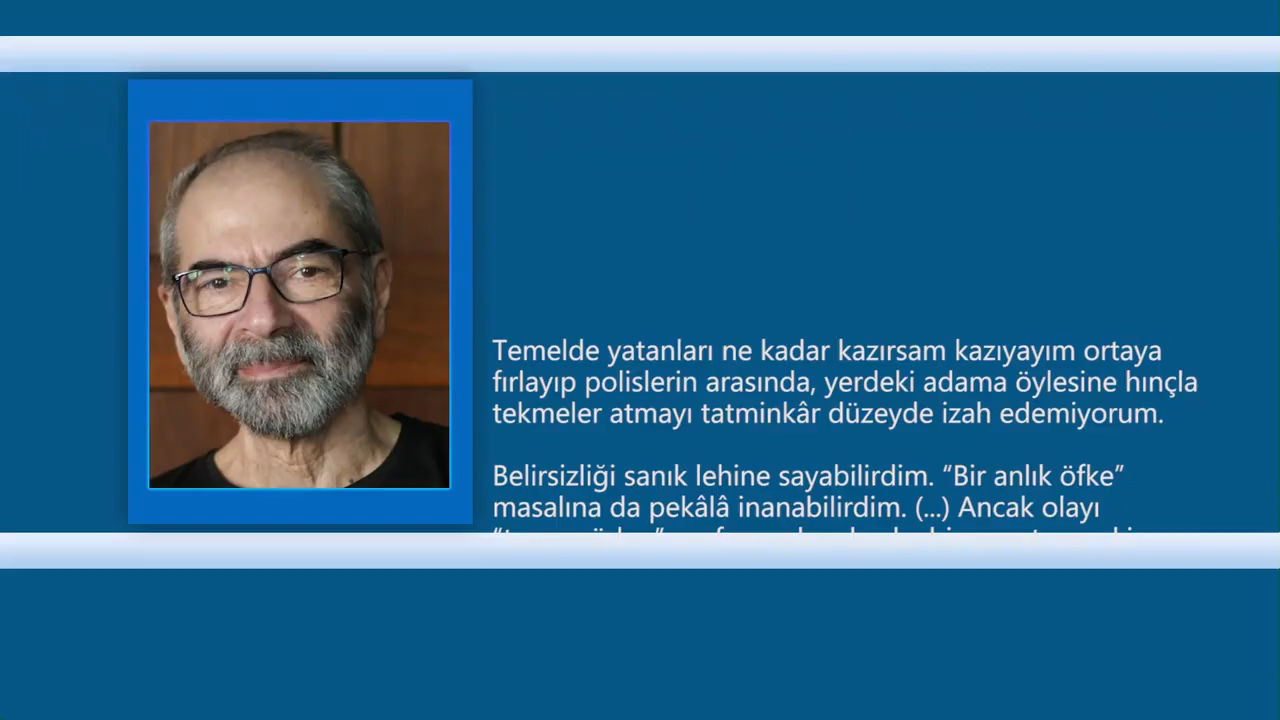 Temelde yatanları ne kadar kazırsam kazıyayım ortaya
fırlayıp polislerin arasında, yerdeki adama öylesine hınçla
tekmeler atmayı tatminkâr düzeyde izah edemiyorum.
Belirsizliği sanık lehine sayabilirdim. “Bir anlık öfke”
masalına da pekâlâ inanabilirdim. (...) Ancak olayı